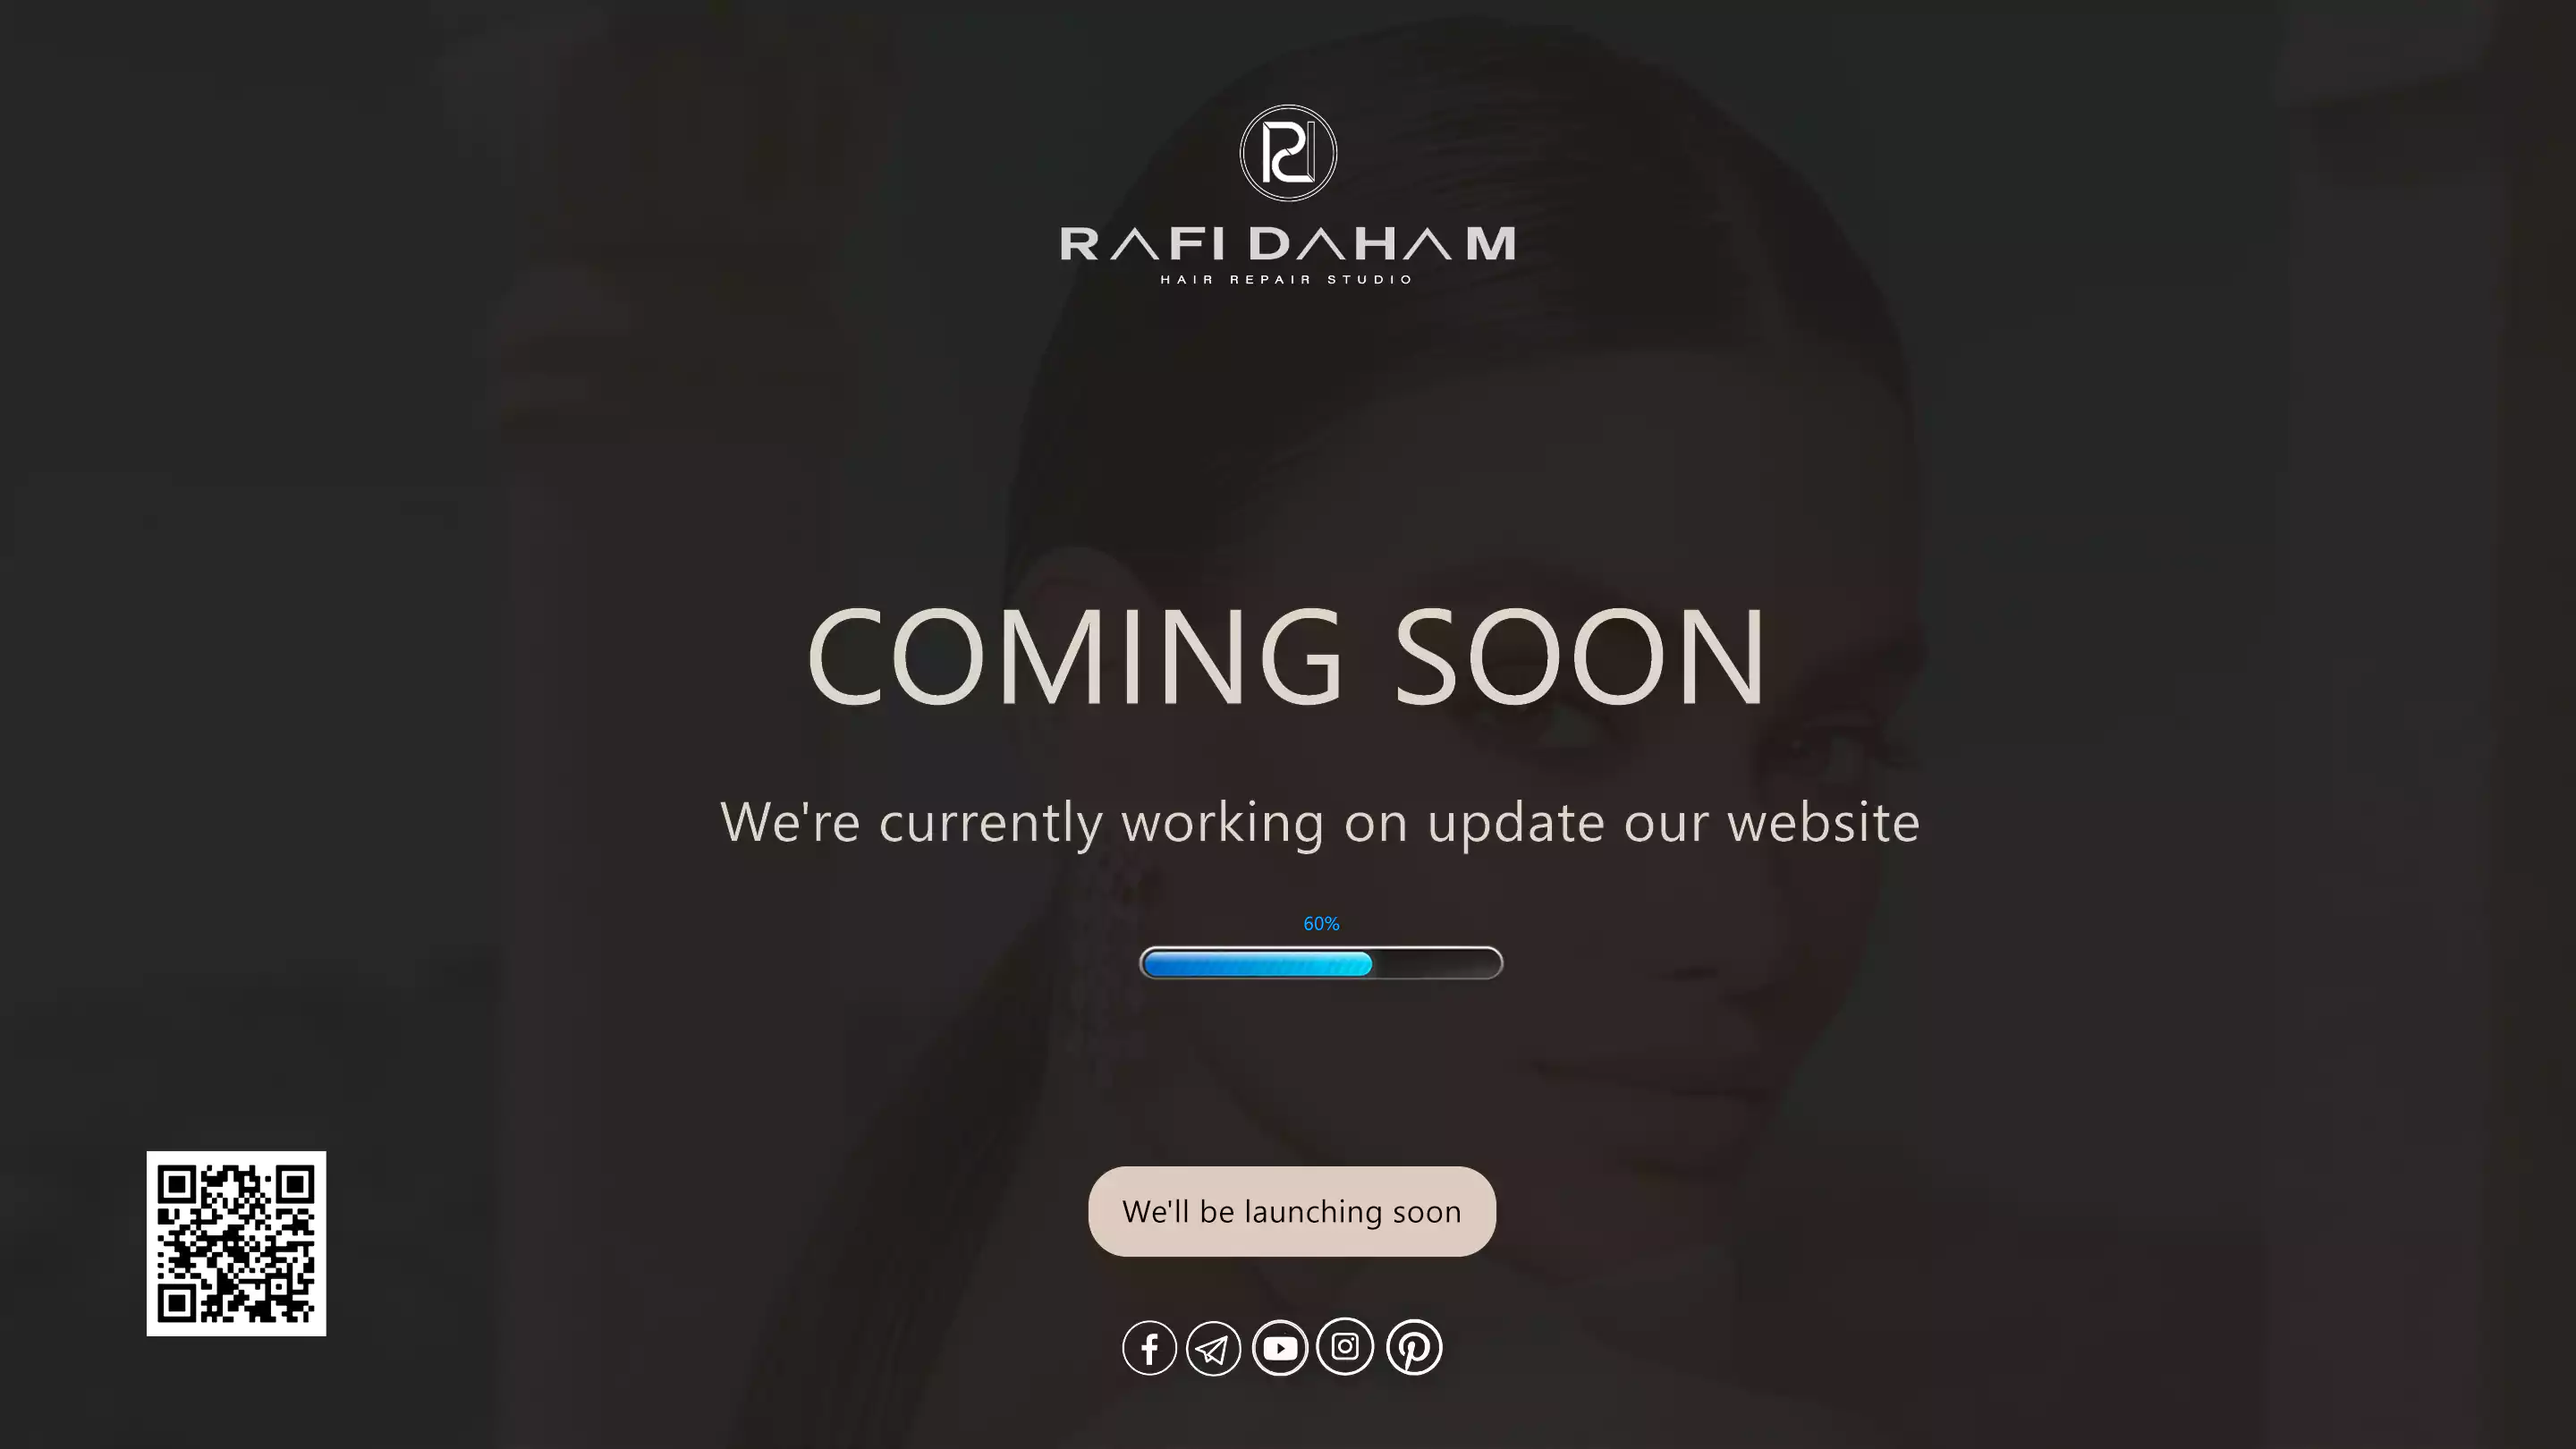 RAFI DAHAM
HAIR REPAIR STUDIO
COMING SOON
We're currently working on update our website
60%
We'll be launching soon